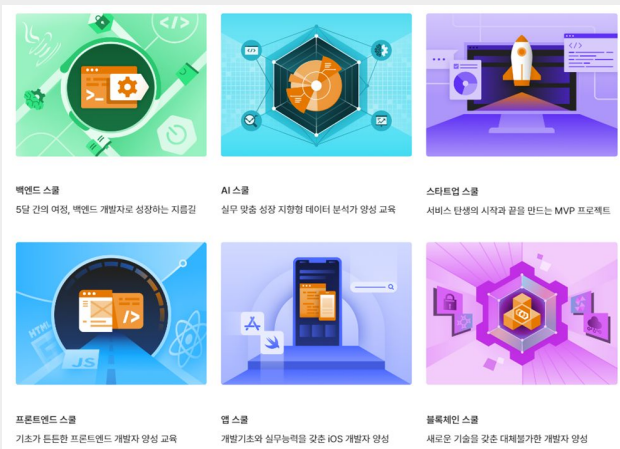 </>
>_
백엔드 스쿨
5달 간의 여정, 백엔드 개발자로 성장하는 지름길
</>
AI 스쿨
실무 맞춤 성장 지향형 데이터 분석가 양성 교육
</>
스타트업 스쿨
서비스 탄생의 시작과 끝을 만드는 MVP 프로젝트
HTML
JS
/>
프론트엔드 스쿨
기초가 튼튼한 프론트엔드 개발자 양성 교육
앱 스쿨
개발기초와 실무능력을 갖춘 iOS 개발자 양성
블록체인 스쿨
새로운 기술을 갖춘 대체불가한 개발자 양성